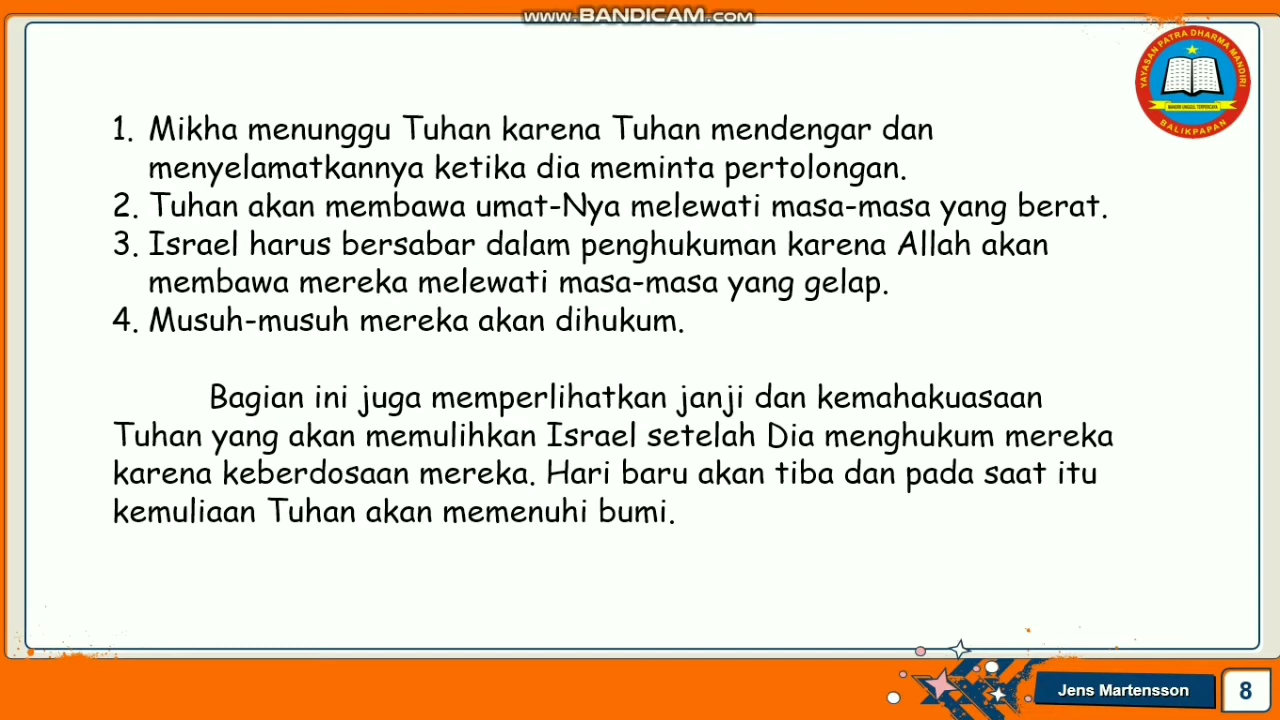 WWW.BANDICAM.COM
YAYASAN PATRA DHARMA MANDIRI
MANDIRI UNGGUL TERPERCAYA
BALIKPAPAN
1. Mikha menunggu Tuhan karena Tuhan mendengar dan
menyelamatkannya ketika dia meminta pertolongan.
2. Tuhan akan membawa umat-Nya melewati masa-masa yang berat.
3. Israel harus bersabar dalam penghukuman karena Allah akan
membawa mereka melewati masa-masa yang gelap.
4. Musuh-musuh mereka akan dihukum.
Bagian ini juga memperlihatkan janji dan kemahakuasaan
Tuhan yang akan memulihkan Israel setelah Dia menghukum mereka
karena keberdosaan mereka. Hari baru akan tiba dan pada saat itu
kemuliaan Tuhan akan memenuhi bumi.
Jens Martensson
8